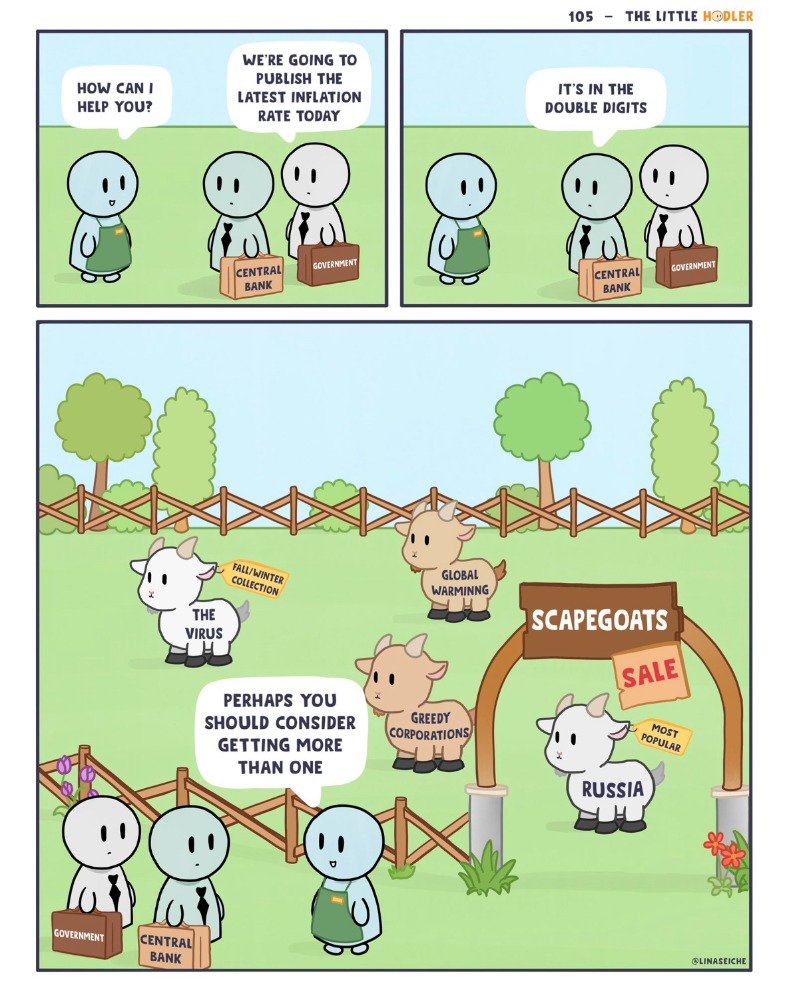 105 – THE LITTLE HODLER
HOW CAN I
HELP YOU?
WE'RE GOING TO
PUBLISH THE
LATEST INFLATION
RATE TODAY
CENTRAL
BANK
GOVERNMENT
IT'S IN THE
DOUBLE DIGITS
CENTRAL
BANK
GOVERNMENT
FALL/WINTER
COLLECTION
THE
VIRUS
GLOBAL
WARMINNG
SCAPEGOATS
SALE
GREEDY
CORPORATIONS
MOST
POPULAR
RUSSIA
PERHAPS YOU
SHOULD CONSIDER
GETTING MORE
THAN ONE
GOVERNMENT
CENTRAL
BANK
@LINASEICHE